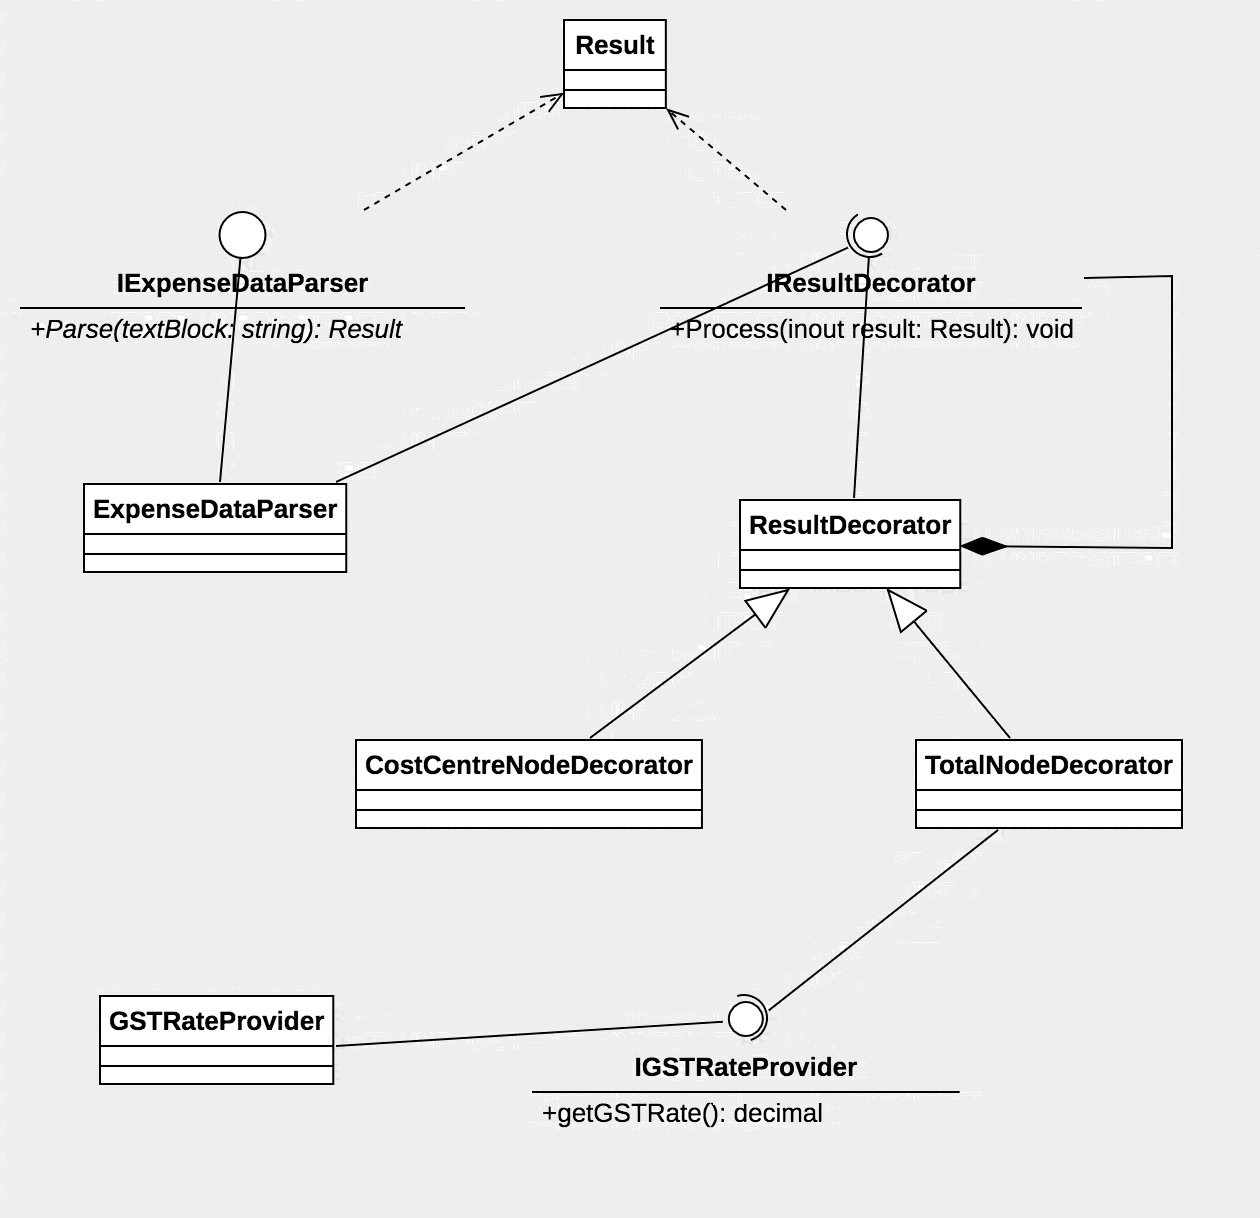 Result
IExpenseDataParser
+Parse(textBlock: string): Result
IResultDecorator
+Process(inout result: Result): void
ExpenseDataParser
ResultDecorator
CostCentreNodeDecorator
TotalNodeDecorator
GSTRateProvider
IGSTRateProvider
+getGSTRate(): decimal